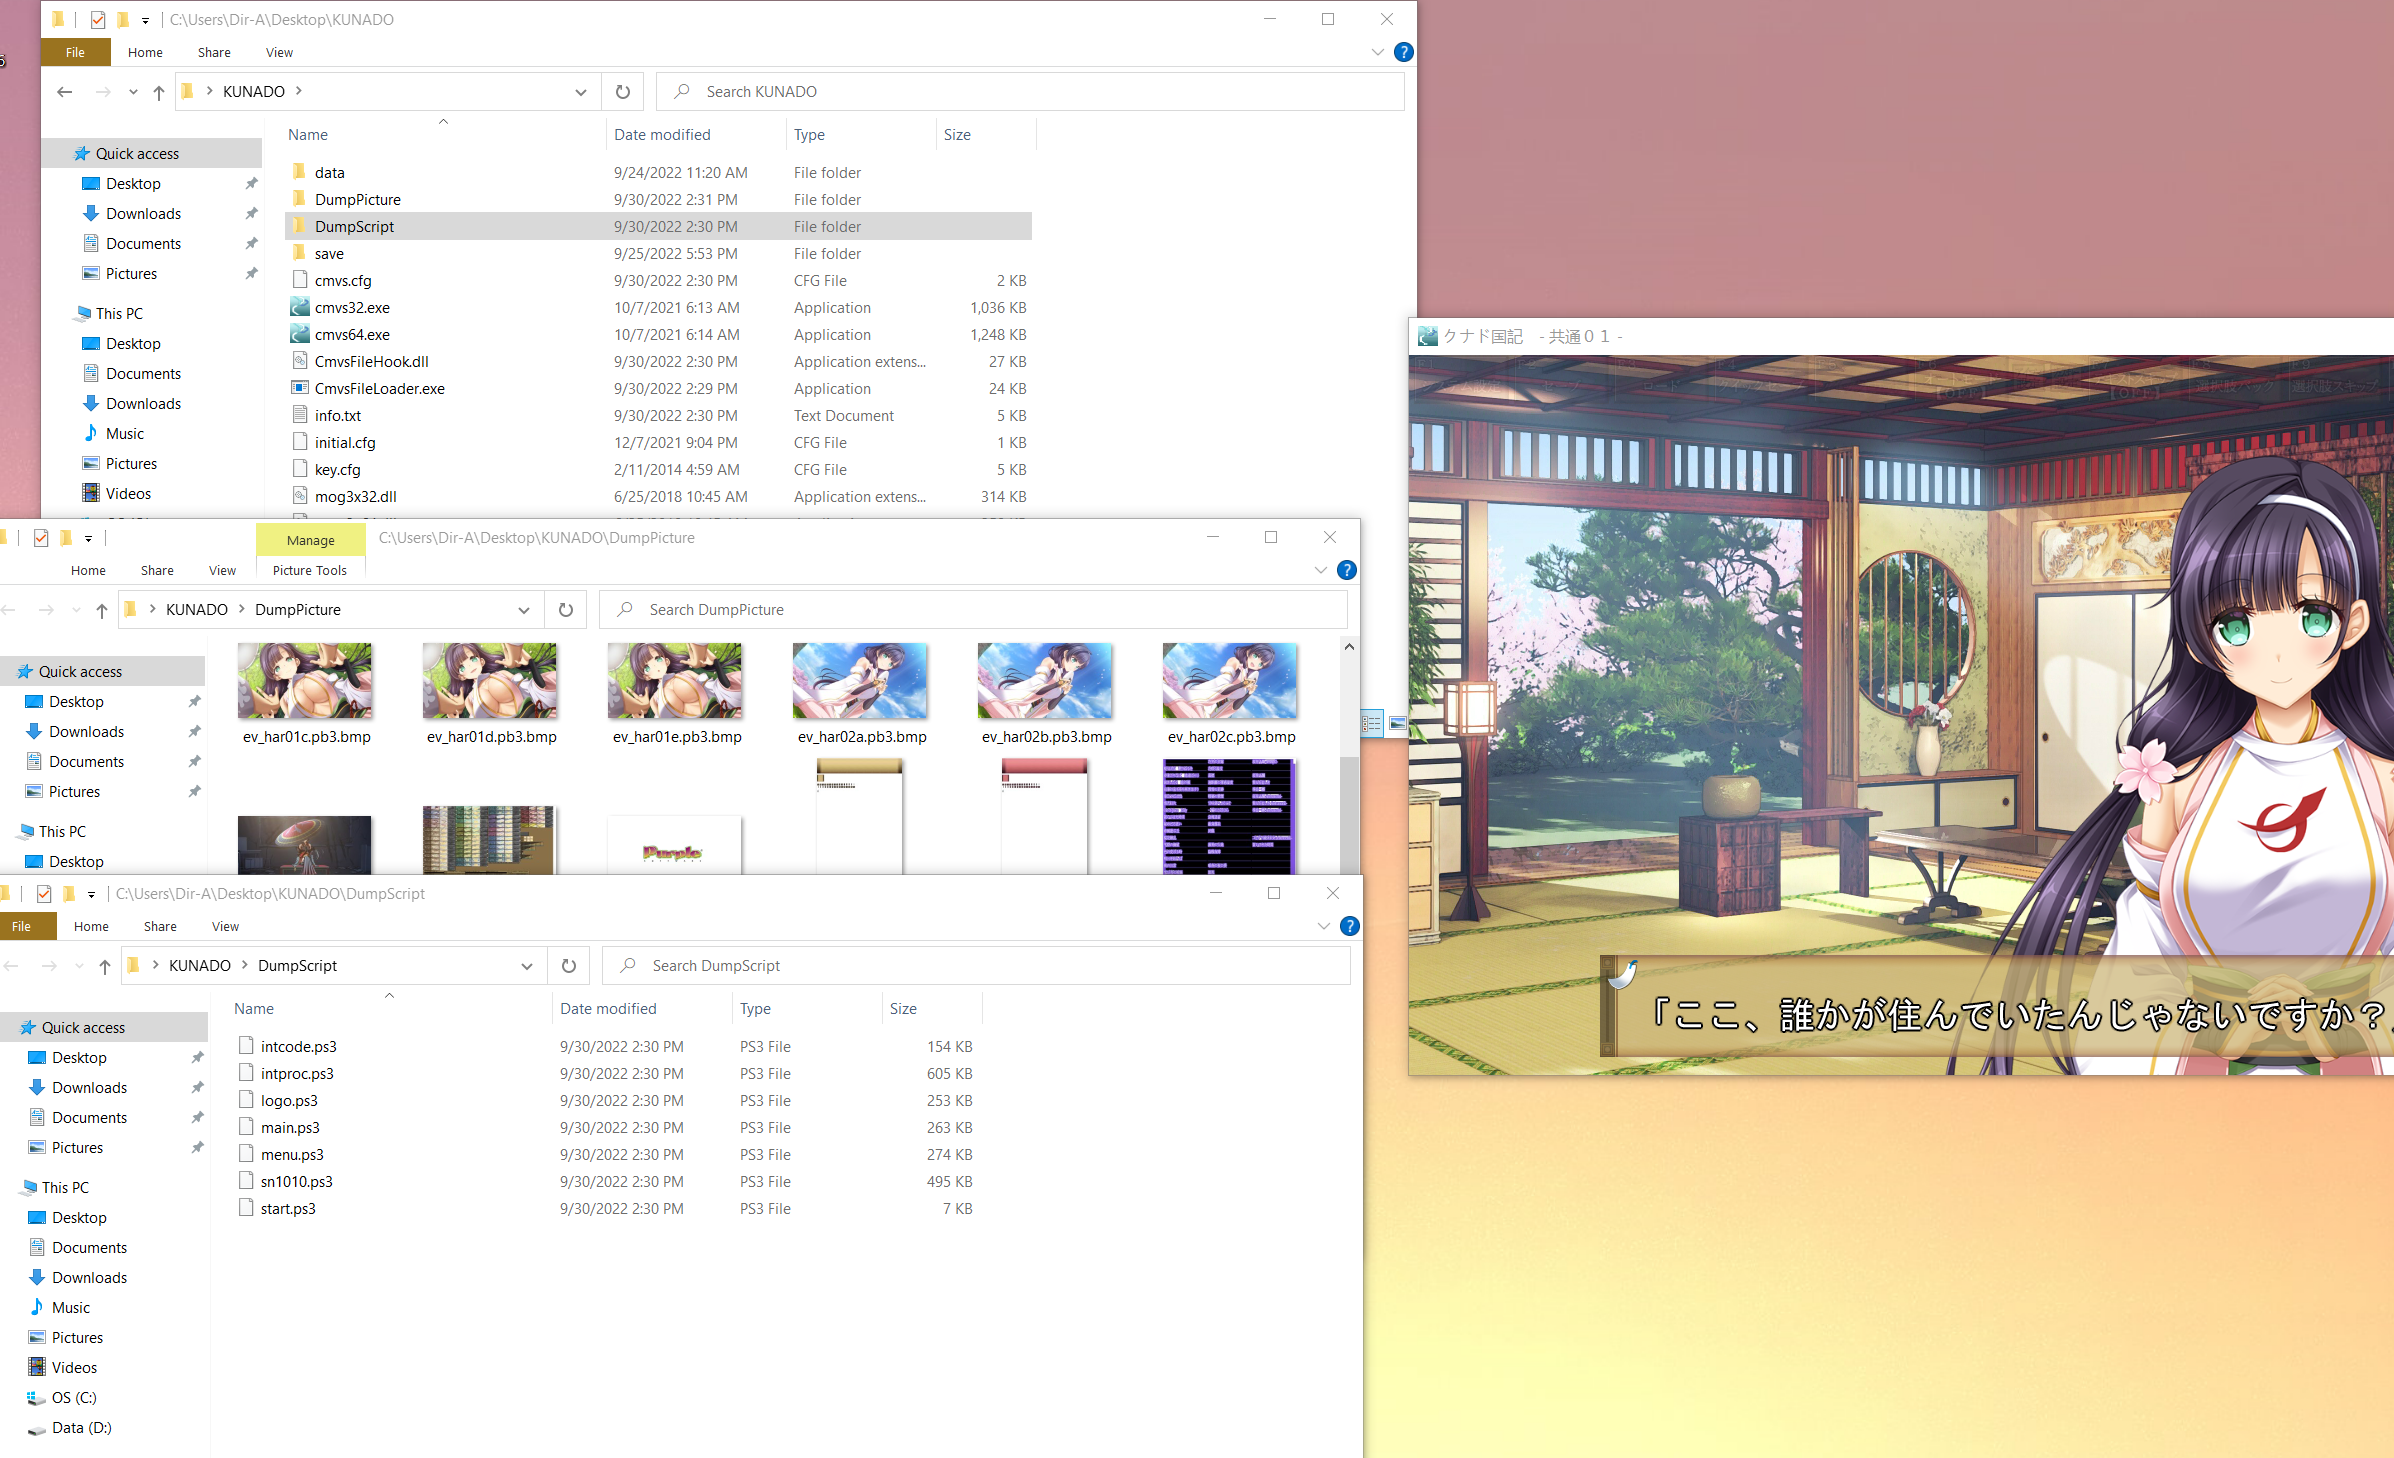 C:\Users\Dir-A\Desktop\KUNADO
File Home Share View
KUNADO
Search KUNADO
Name Date modified Type Size
Quick access
Desktop
Downloads
Documents
Pictures
This PC
Desktop
Documents
Downloads
Music
Pictures
Videos
data 9/24/2022 11:20 AM File folder
DumpPicture 9/30/2022 2:31 PM File folder
DumpScript 9/30/2022 2:30 PM File folder
save 9/25/2022 5:53 PM File folder
cmvs.cfg 9/30/2022 2:30 PM CFG File 2 KB
cmvs32.exe 10/7/2021 6:13 AM Application 1,036 KB
cmvs64.exe 10/7/2021 6:14 AM Application 1,248 KB
CmvsFileHook.dll 9/30/2022 2:30 PM Application extens... 27 KB
CmvsFileLoader.exe 9/30/2022 2:29 PM Application 24 KB
info.txt 9/30/2022 2:30 PM Text Document 5 KB
initial.cfg 12/7/2021 9:04 PM CFG File 1 KB
key.cfg 2/11/2014 4:59 AM CFG File 5 KB
mog3x32.dll 6/25/2018 10:45 AM Application extens... 314 KB
Manage
C:\Users\Dir-A\Desktop\KUNADO\DumpPicture
Home Share View Picture Tools
KUNADO DumpPicture
Search DumpPicture
Quick access
Desktop
Downloads
Documents
Pictures
This PC
Desktop
ev_har01c.pb3.bmp ev_har01d.pb3.bmp ev_har01e.pb3.bmp ev_har02a.pb3.bmp ev_har02b.pb3.bmp ev_har02c.pb3.bmp
Purple
C:\Users\Dir-A\Desktop\KUNADO\DumpScript
File Home Share View
KUNADO DumpScript
Search DumpScript
Name Date modified Type Size
Quick access
Desktop
Downloads
Documents
Pictures
This PC
Desktop
Documents
Downloads
Music
Pictures
Videos
OS (C:)
Data (D:)
intcode.ps3 9/30/2022 2:30 PM PS3 File 154 KB
intproc.ps3 9/30/2022 2:30 PM PS3 File 605 KB
logo.ps3 9/30/2022 2:30 PM PS3 File 253 KB
main.ps3 9/30/2022 2:30 PM PS3 File 263 KB
menu.ps3 9/30/2022 2:30 PM PS3 File 274 KB
sn1010.ps3 9/30/2022 2:30 PM PS3 File 495 KB
start.ps3 9/30/2022 2:30 PM PS3 File 7 KB
クナド国記 - 共通０１ -
選択肢バック 選択肢スキップ
「ここ、誰かが住んでいたんじゃないですか？